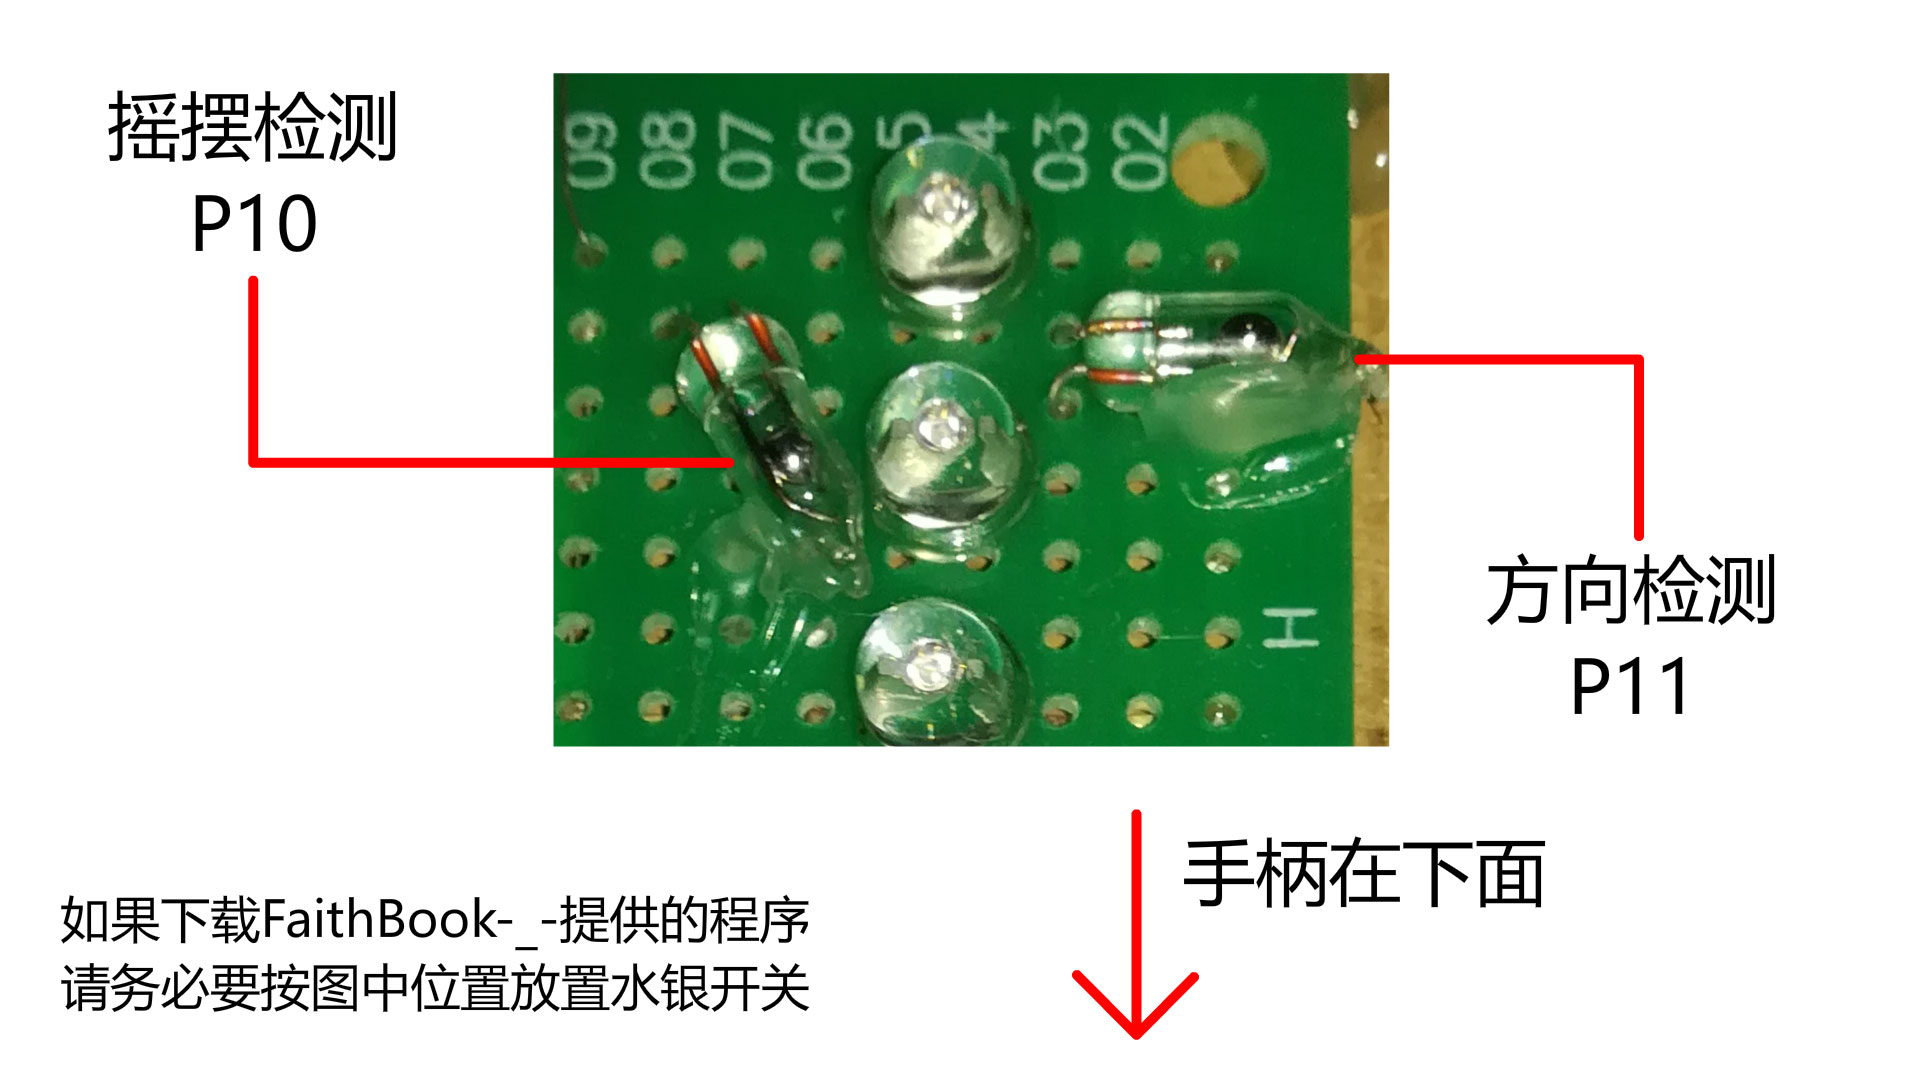 摇摆检测
P10
09 08 07 06 5 4 03 02
方向检测
P11
H
手柄在下面
如果下载FaithBook-_-提供的程序
请务必要按图中位置放置水银开关